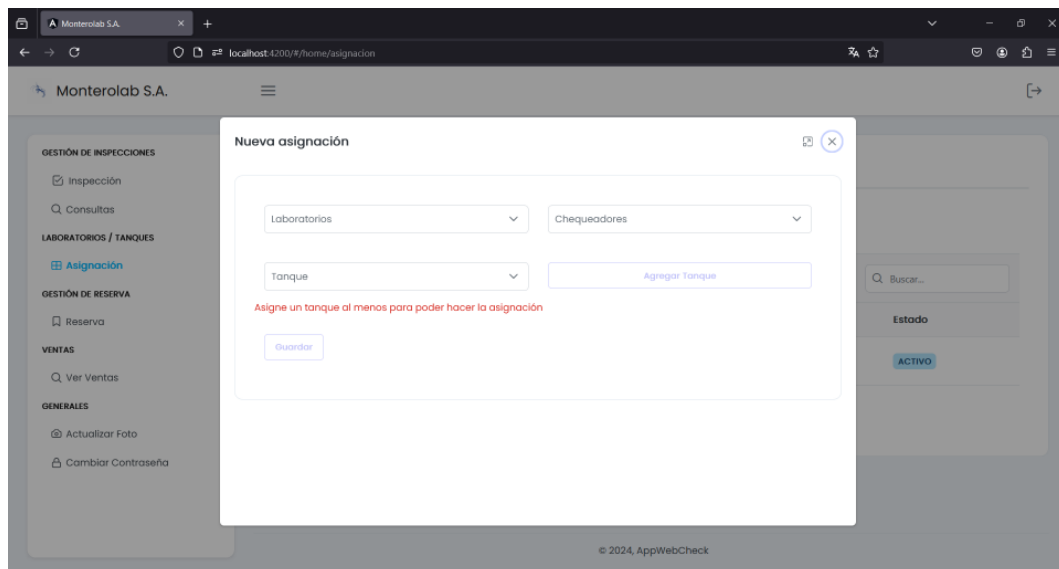 Monterolab S.A.
localhost:4200/#/home/asignacion
Monterolab S.A.
Nueva asignación
GESTIÓN DE INSPECCIONES
Inspección
Laboratorios
Chequeadores
Consultas
LABORATORIOS / TANQUES
Asignación
Tanque
Agregar Tanque
Buscar...
GESTIÓN DE RESERVA
Asigne un tanque al menos para poder hacer la asignación
Reserva
Estado
VENTAS
Guardar
ACTIVO
Ver Ventas
GENERALES
Actualizar Foto
Cambiar Contraseña
© 2024, AppWebCheck